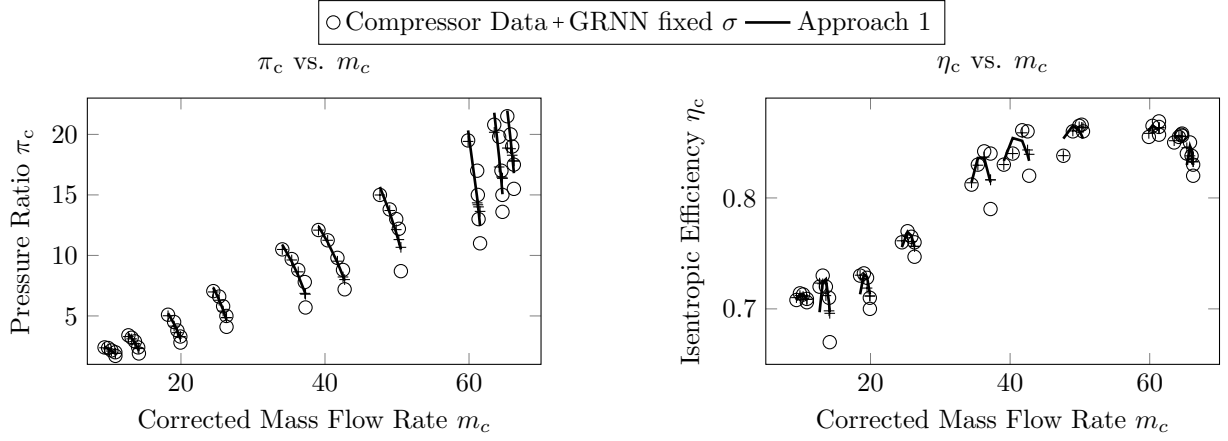 Compressor Data + GRNN fixed σ Approach 1
π_c vs. m_c
η_c vs. m_c
Pressure Ratio π_c
20
15
10
5
20 40 60
Corrected Mass Flow Rate m_c
Isentropic Efficiency η_c
0.8
0.7
20 40 60
Corrected Mass Flow Rate m_c